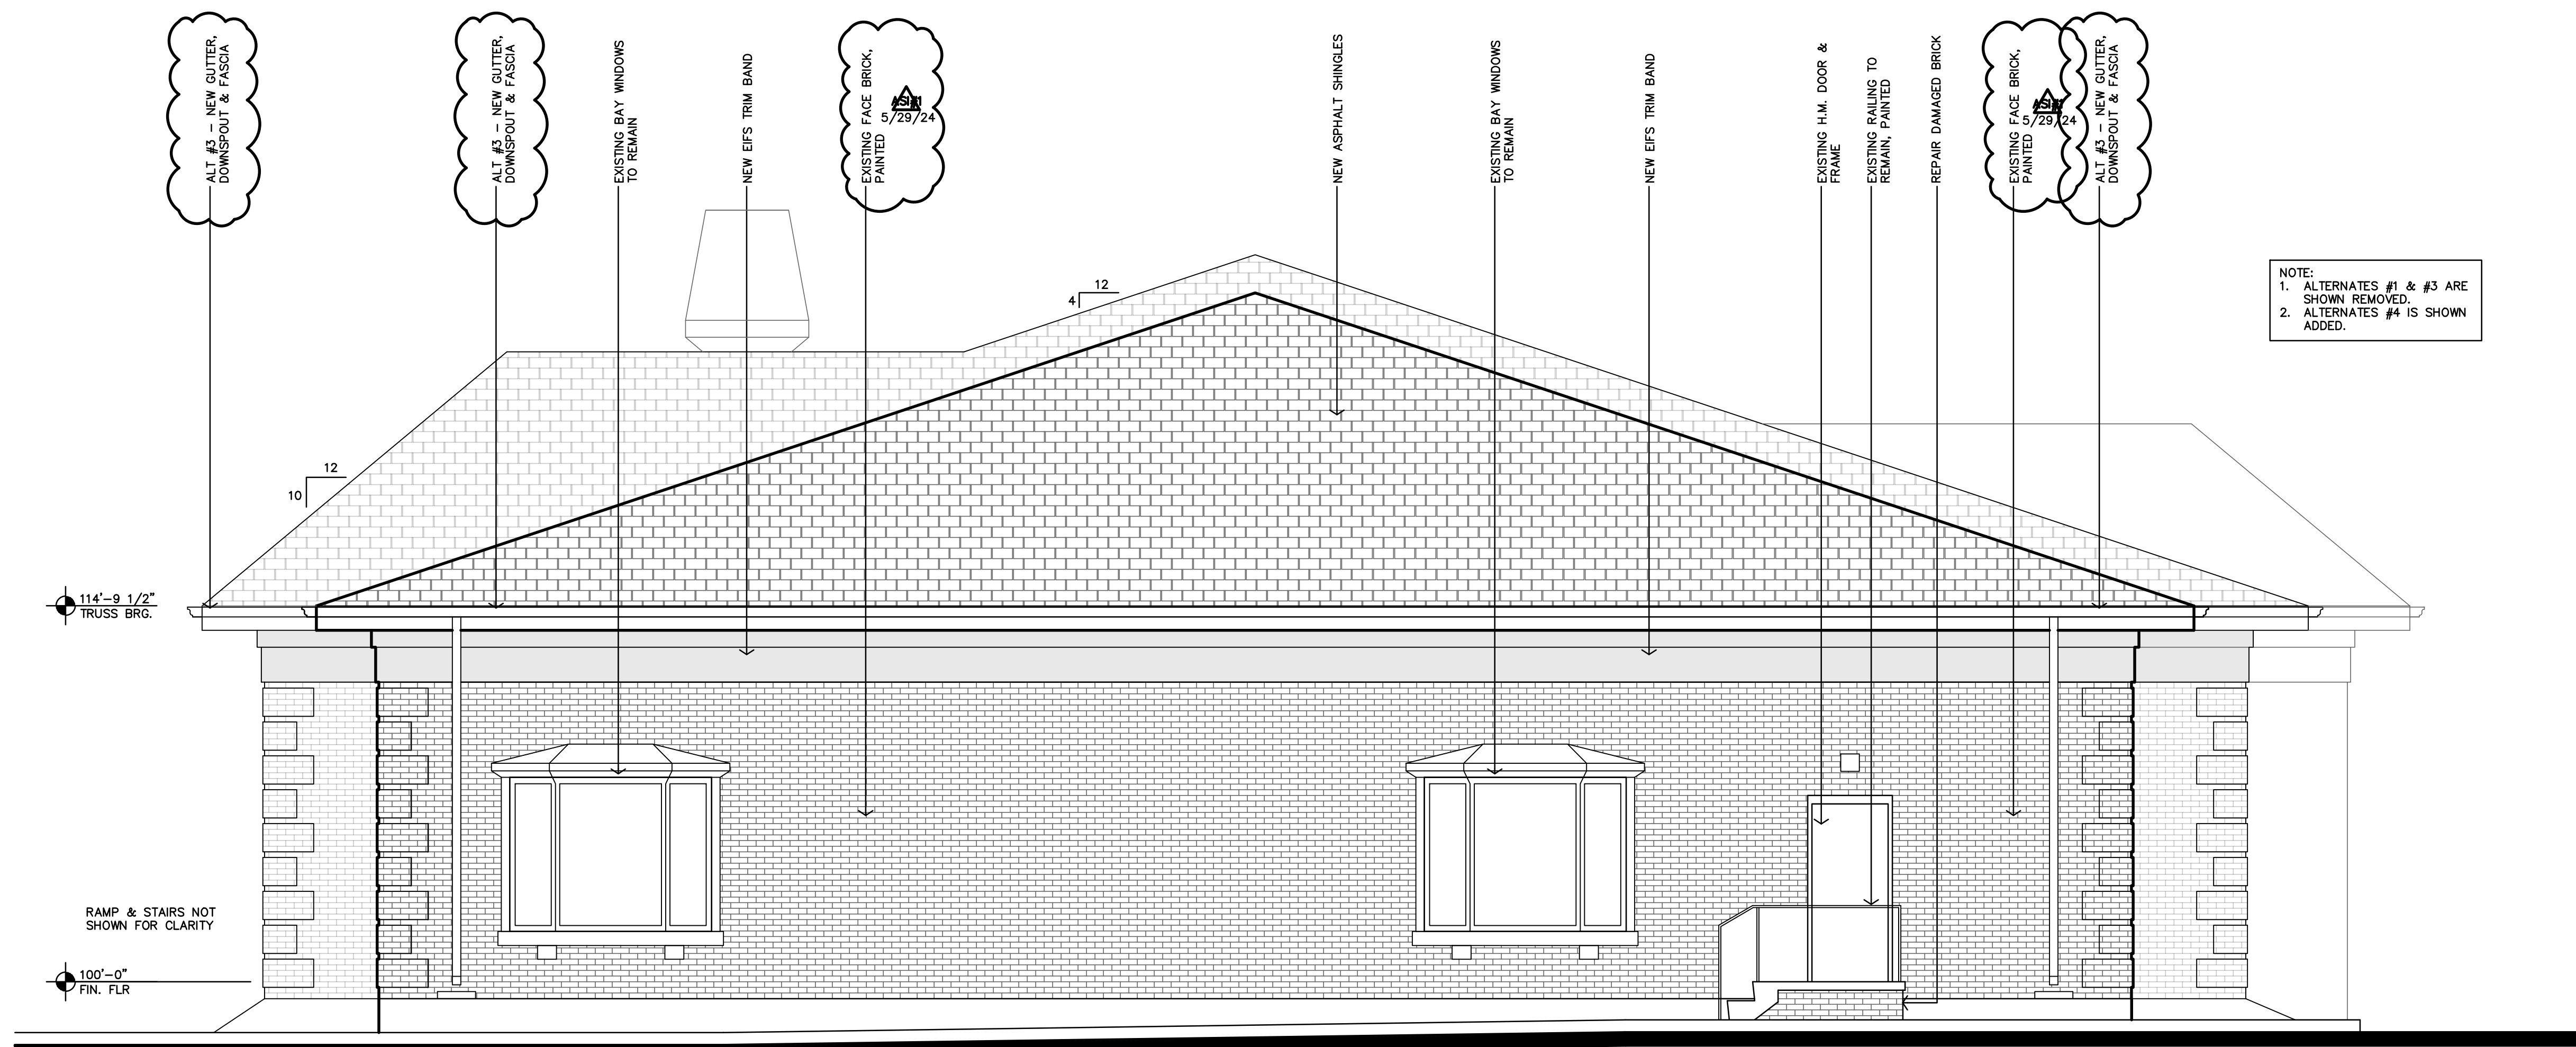 ALT #3 – NEW GUTTER,
DOWNSPOUT & FASCIA
ALT #3 – NEW GUTTER,
DOWNSPOUT & FASCIA
EXISTING BAY WINDOWS
TO REMAIN
NEW EIFS TRIM BAND
EXISTING FACE BRICK,
PAINTED
ASI#1
5/29/24
NEW ASPHALT SHINGLES
EXISTING BAY WINDOWS
TO REMAIN
NEW EIFS TRIM BAND
EXISTING H.M. DOOR &
FRAME
EXISTING RAILING TO
REMAIN, PAINTED
REPAIR DAMAGED BRICK
EXISTING FACE BRICK,
PAINTED
ASI#1
5/29/24
ALT #3 – NEW GUTTER,
DOWNSPOUT & FASCIA
NOTE:
1. ALTERNATES #1 & #3 ARE
SHOWN REMOVED.
2. ALTERNATES #4 IS SHOWN
ADDED.
12
4
12
10
114'–9 1/2"
TRUSS BRG.
RAMP & STAIRS NOT
SHOWN FOR CLARITY
100'–0"
FIN. FLR